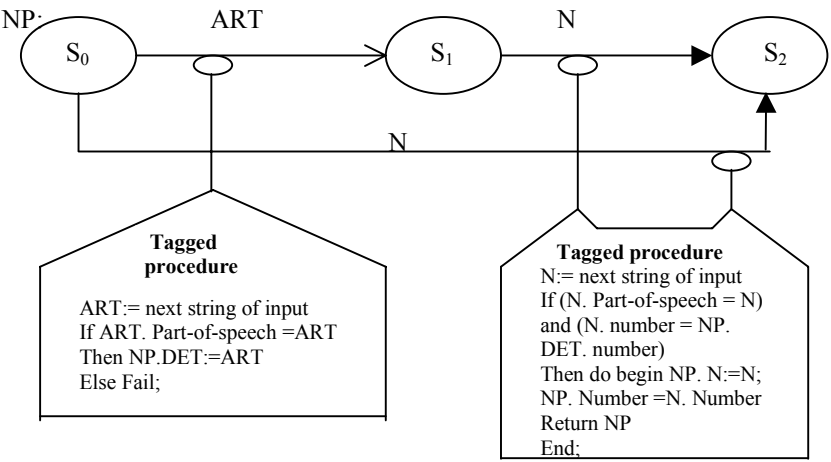 NP:
ART
N
S₀
S₁
S₂
N
Tagged
procedure
ART:= next string of input
If ART. Part-of-speech =ART
Then NP.DET:=ART
Else Fail;
Tagged procedure
N:= next string of input
If (N. Part-of-speech = N)
and (N. number = NP.
DET. number)
Then do begin NP. N:=N;
NP. Number =N. Number
Return NP
End;